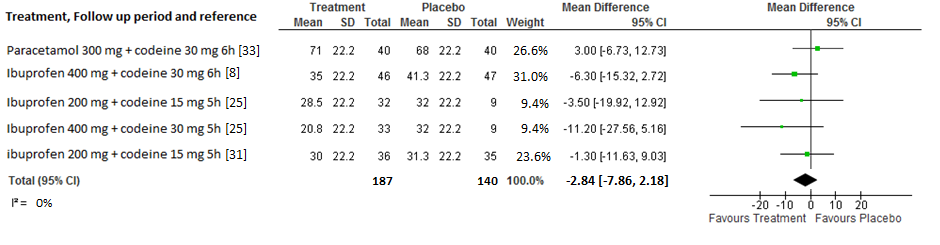 Treatment Placebo Mean Difference Mean Difference
Treatment, Follow up period and reference Mean SD Total Mean SD Total Weight 95% CI 95% CI
Paracetamol 300 mg + codeine 30 mg 6h [33] 71 22.2 40 68 22.2 40 26.6% 3.00 [-6.73, 12.73]
Ibuprofen 400 mg + codeine 30 mg 6h [8] 35 22.2 46 41.3 22.2 47 31.0% -6.30 [-15.32, 2.72]
Ibuprofen 200 mg + codeine 15 mg 5h [25] 28.5 22.2 32 32 22.2 9 9.4% -3.50 [-19.92, 12.92]
Ibuprofen 400 mg + codeine 30 mg 5h [25] 20.8 22.2 33 32 22.2 9 9.4% -11.20 [-27.56, 5.16]
ibuprofen 200 mg + codeine 15 mg 5h [31] 30 22.2 36 31.3 22.2 35 23.6% -1.30 [-11.63, 9.03]
Total (95% CI) 187 140 100.0% -2.84 [-7.86, 2.18]
I² = 0%
-20 -10 0 10 20
Favours Treatment Favours Placebo